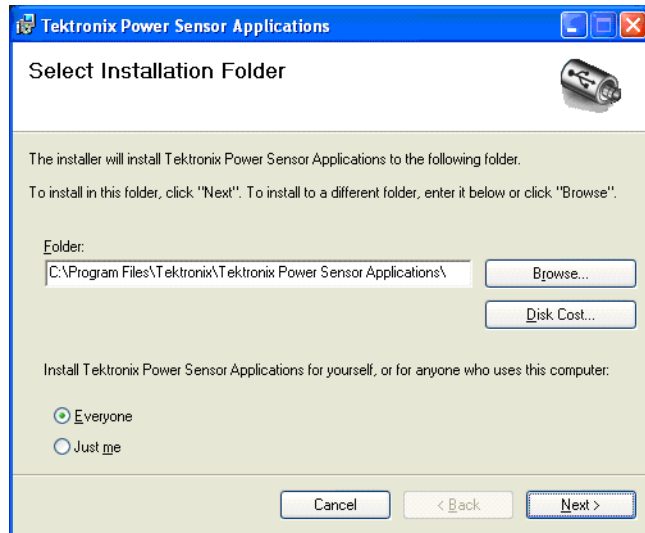 Tektronix Power Sensor Applications
Select Installation Folder
The installer will install Tektronix Power Sensor Applications to the following folder.
To install in this folder, click "Next". To install to a different folder, enter it below or click "Browse".
Folder:
C:\Program Files\Tektronix\Tektronix Power Sensor Applications\
Browse...
Disk Cost...
Install Tektronix Power Sensor Applications for yourself, or for anyone who uses this computer:
Everyone
Just me
Cancel
< Back
Next >